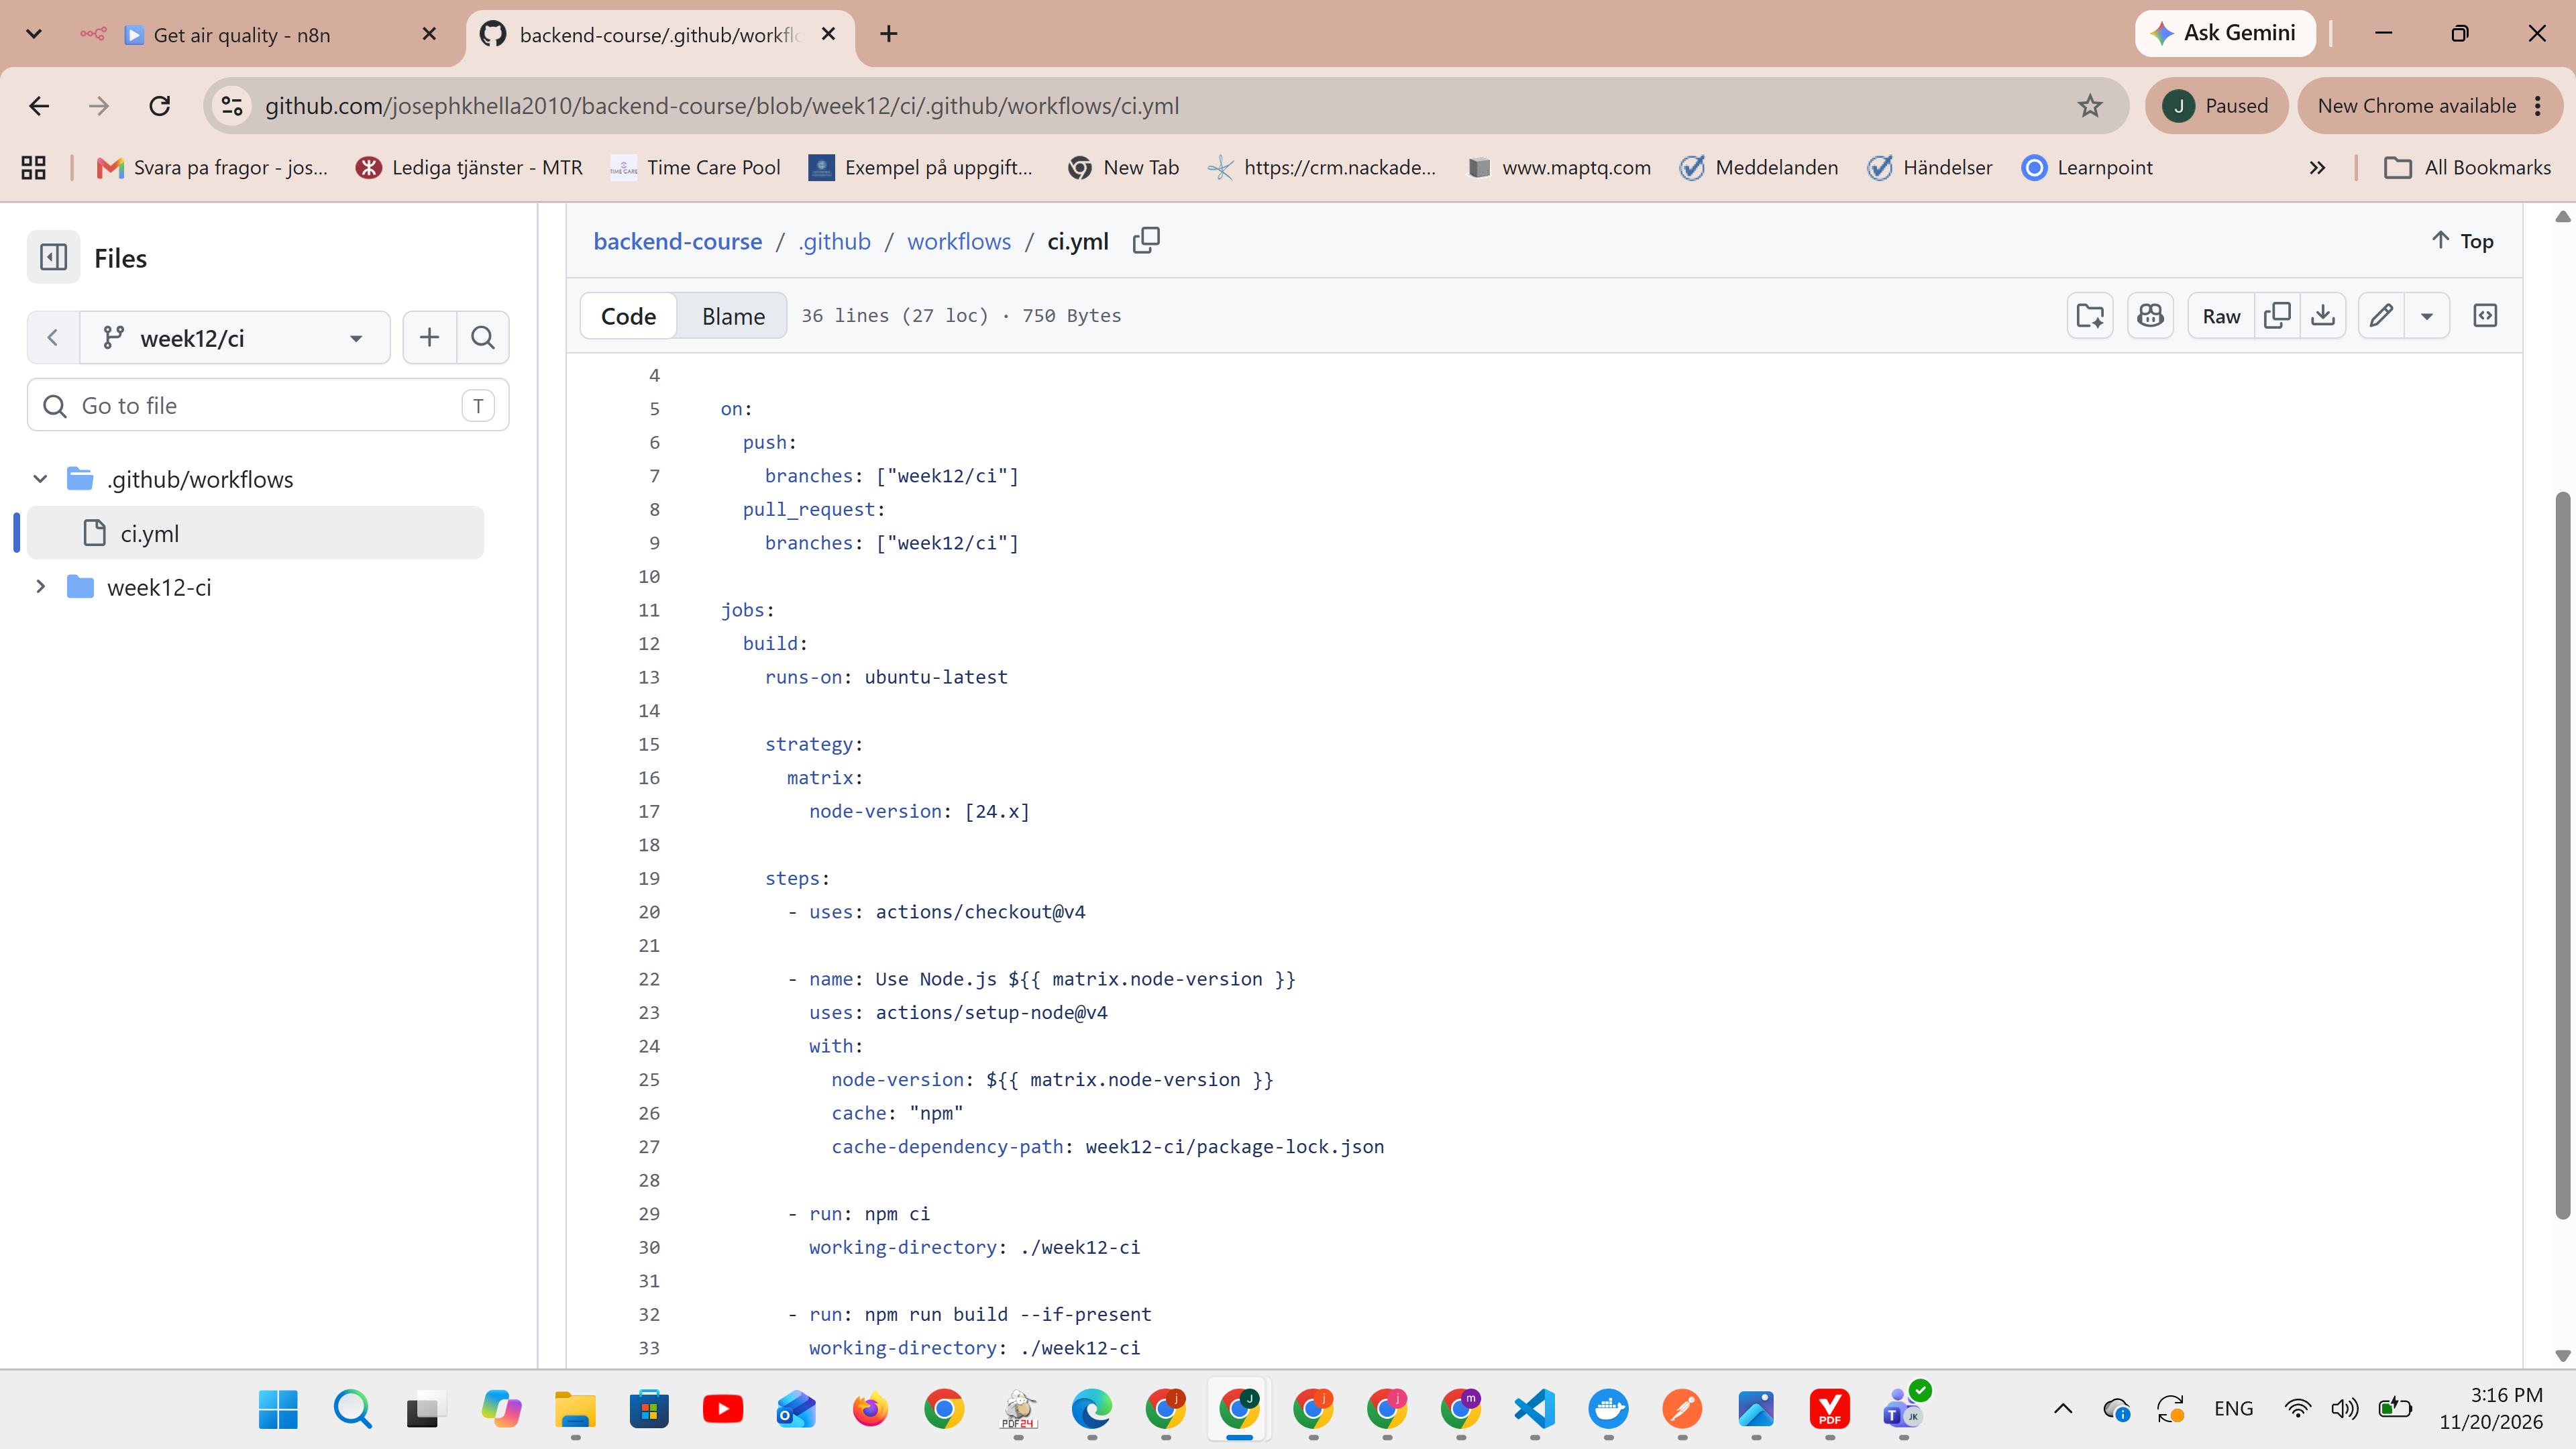 Get air quality - n8n
backend-course/.github/workfl
Ask Gemini
github.com/josephkhella2010/backend-course/blob/week12/ci/.github/workflows/ci.yml
J Paused
New Chrome available
Svara pa fragor - jos...
Lediga tjänster - MTR
Time Care Pool
Exempel på uppgift...
New Tab
https://crm.nackade...
www.maptq.com
Meddelanden
Händelser
Learnpoint
All Bookmarks
Files
backend-course / .github / workflows / ci.yml
Top
week12/ci
Code
Blame
36 lines (27 loc) · 750 Bytes
Raw
Go to file
T
.github/workflows
ci.yml
week12-ci
4
5 on:
6 push:
7 branches: ["week12/ci"]
8 pull_request:
9 branches: ["week12/ci"]
10
11 jobs:
12 build:
13 runs-on: ubuntu-latest
14
15 strategy:
16 matrix:
17 node-version: [24.x]
18
19 steps:
20 - uses: actions/checkout@v4
21
22 - name: Use Node.js ${{ matrix.node-version }}
23 uses: actions/setup-node@v4
24 with:
25 node-version: ${{ matrix.node-version }}
26 cache: "npm"
27 cache-dependency-path: week12-ci/package-lock.json
28
29 - run: npm ci
30 working-directory: ./week12-ci
31
32 - run: npm run build --if-present
33 working-directory: ./week12-ci
PDF24
j
J
j
j
m
PDF
T JK
ENG
3:16 PM
11/20/2026